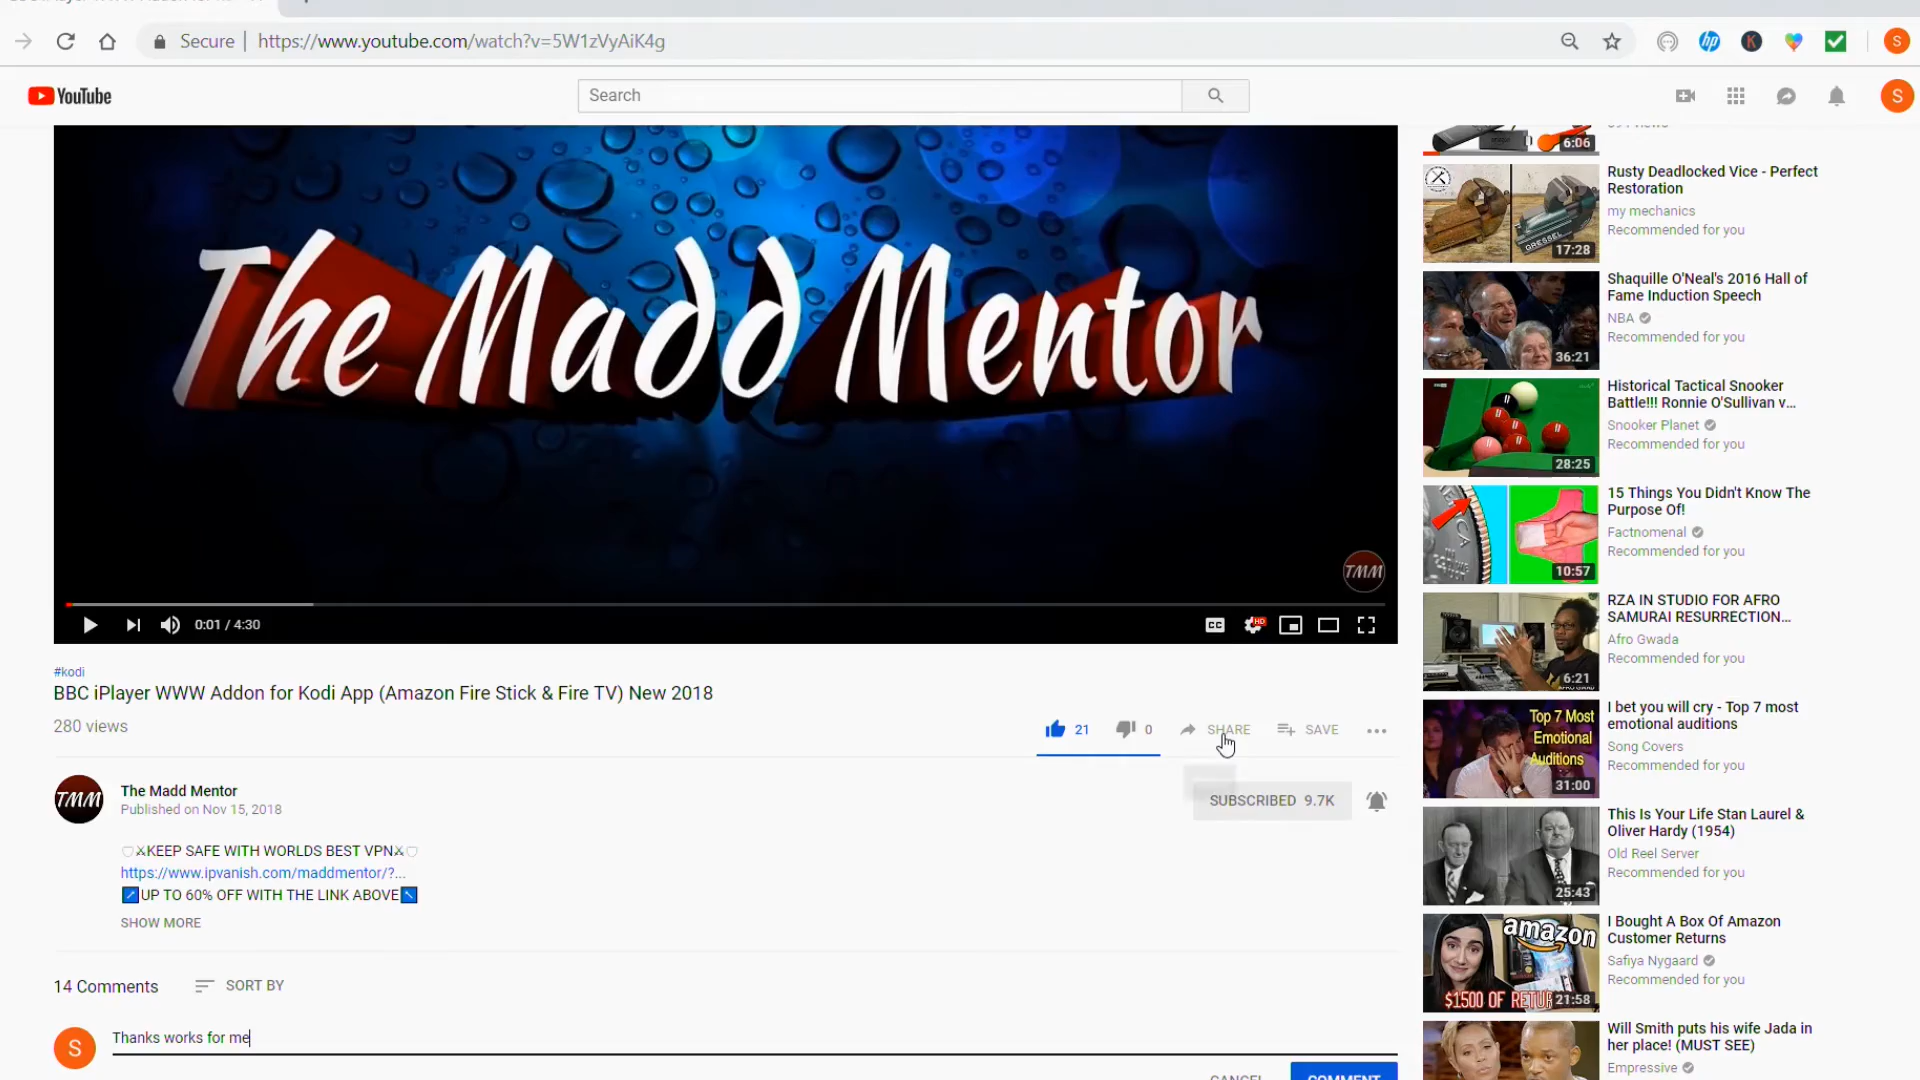 Secure
https://www.youtube.com/watch?v=5W1zVyAiK4g
hp
K
S
YouTube
Search
S
The Madd Mentor
TMM
0:01 / 4:30
CC
HD
#kodi
BBC iPlayer WWW Addon for Kodi App (Amazon Fire Stick & Fire TV) New 2018
280 views
21
0
SHARE
SAVE
TMM
The Madd Mentor
Published on Nov 15, 2018
SUBSCRIBED 9.7K
KEEP SAFE WITH WORLDS BEST VPN
https://www.ipvanish.com/maddmentor/?...
UP TO 60% OFF WITH THE LINK ABOVE
SHOW MORE
14 Comments
SORT BY
S
Thanks works for me
CANCEL
COMMENT
6:06
Rusty Deadlocked Vice - Perfect
Restoration
my mechanics
Recommended for you
GRESSEL
17:28
Shaquille O'Neal's 2016 Hall of
Fame Induction Speech
NBA
Recommended for you
36:21
Historical Tactical Snooker
Battle!!! Ronnie O'Sullivan v...
Snooker Planet
Recommended for you
28:25
15 Things You Didn't Know The
Purpose Of!
Factnomenal
Recommended for you
10:57
RZA IN STUDIO FOR AFRO
SAMURAI RESURRECTION...
Afro Gwada
Recommended for you
6:21
I bet you will cry - Top 7 most
emotional auditions
Song Covers
Recommended for you
Top 7 Most
Emotional
Auditions
31:00
This Is Your Life Stan Laurel &
Oliver Hardy (1954)
Old Reel Server
Recommended for you
25:43
I Bought A Box Of Amazon
Customer Returns
Safiya Nygaard
Recommended for you
amazon
$1500 OF
21:58
Will Smith puts his wife Jada in
her place! (MUST SEE)
Empressive